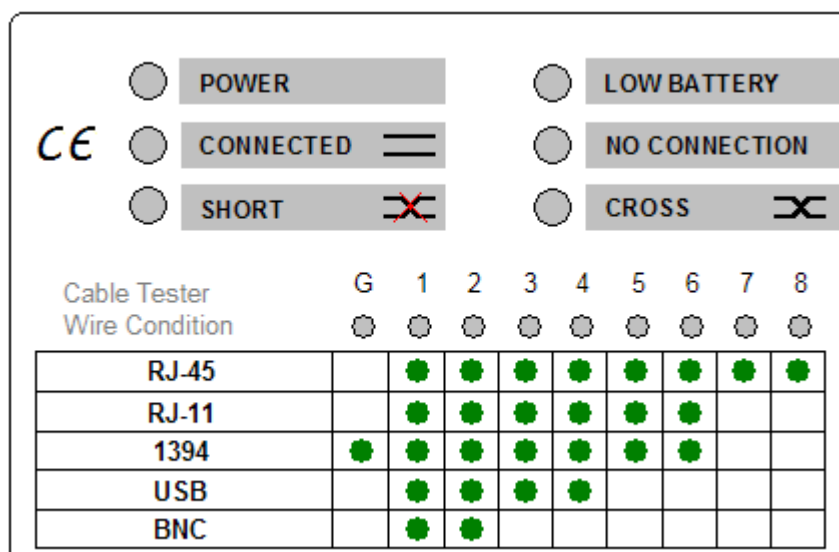 POWER LOW BATTERY
CE CONNECTED NO CONNECTION
SHORT CROSS
Cable Tester G 1 2 3 4 5 6 7 8
Wire Condition
RJ-45
RJ-11
1394
USB
BNC